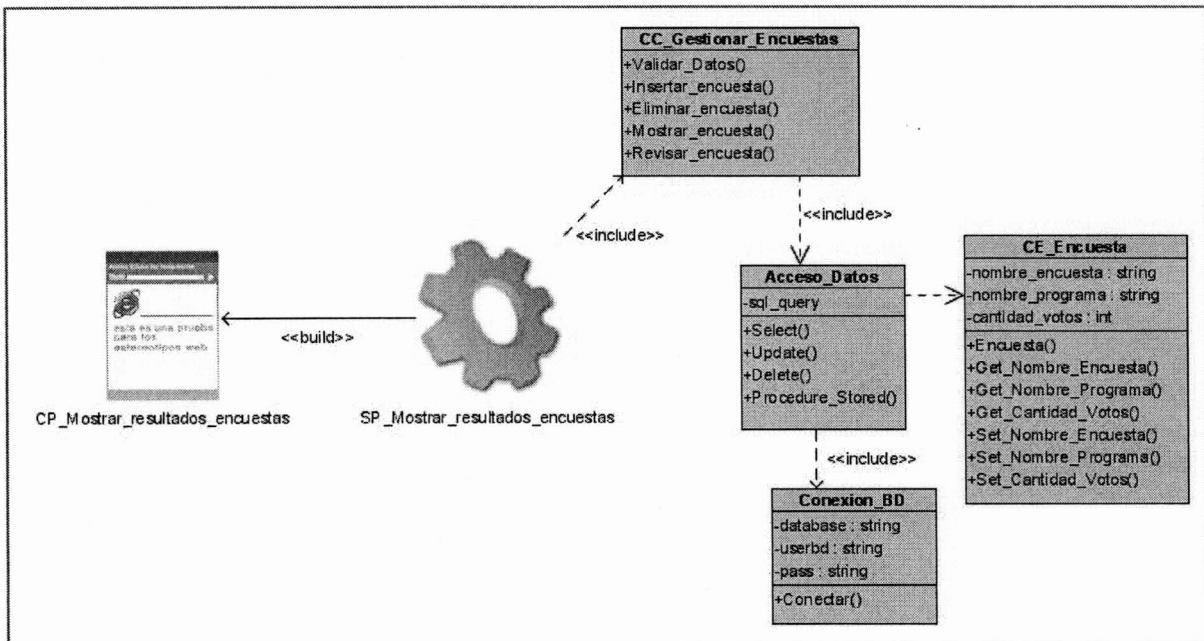 CC_Gestionar_Encuestas
+Validar_Datos()
+Insertar_encuesta()
+Eliminar_encuesta()
+Mostrar_encuesta()
+Revisar_encuesta()
<<include>>
<<include>>
CE_Encuesta
-nombre_encuesta : string
-nombre_programa : string
-cantidad_votos : int
+Encuesta()
+Get_Nombre_Encuesta()
+Get_Nombre_Programa()
+Get_Cantidad_Votos()
+Set_Nombre_Encuesta()
+Set_Nombre_Programa()
+Set_Cantidad_Votos()
Acceso_Datos
-sql_query
+Select()
+Update()
+Delete()
+Procedure_Stored()
esta es una prueba
para los
estereotipos web
<<build>>
CP_Mostrar_resultados_encuestas
SP_Mostrar_resultados_encuestas
<<include>>
Conexion_BD
-database : string
-userbd : string
-pass : string
+Conectar()